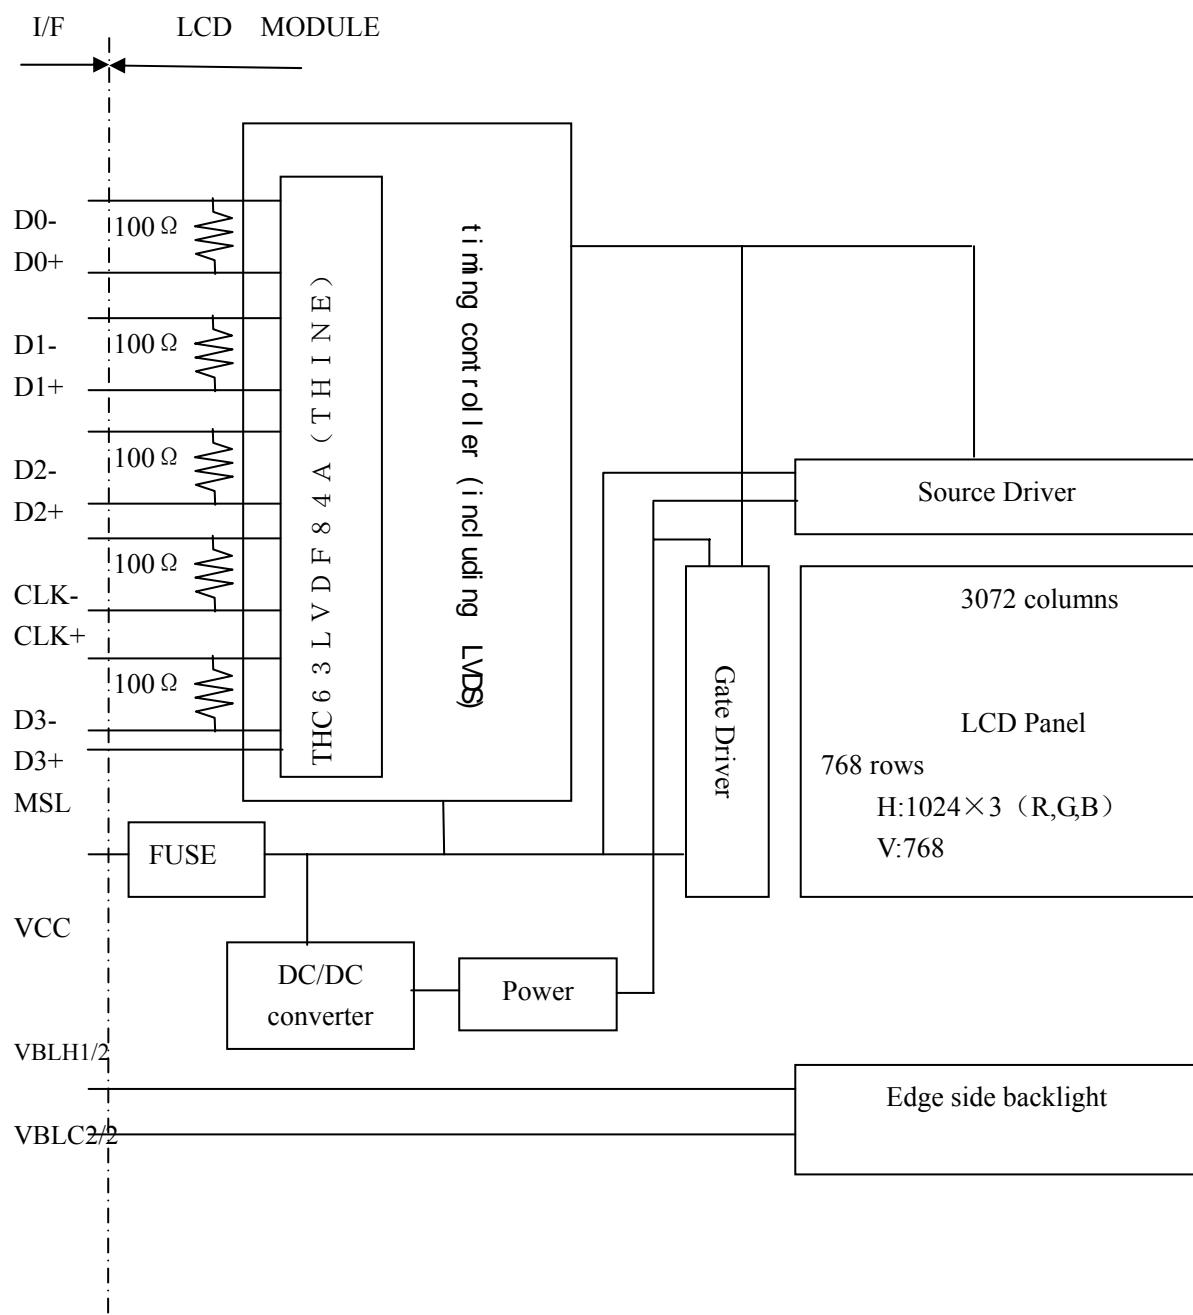 I/F LCD MODULE
D0-
100Ω
D0+
D1-
100Ω
D1+
D2-
100Ω
D2+
CLK-
100Ω
CLK+
D3-
100Ω
D3+
MSL
THC63LVDF84A(THINE)
timing controller (including LVDS)
Source Driver
3072 columns
Gate Driver
LCD Panel
768 rows
H:1024×3（R,G,B）
V:768
FUSE
VCC
DC/DC
converter
Power
VBLH1/2
Edge side backlight
VBLC2/2